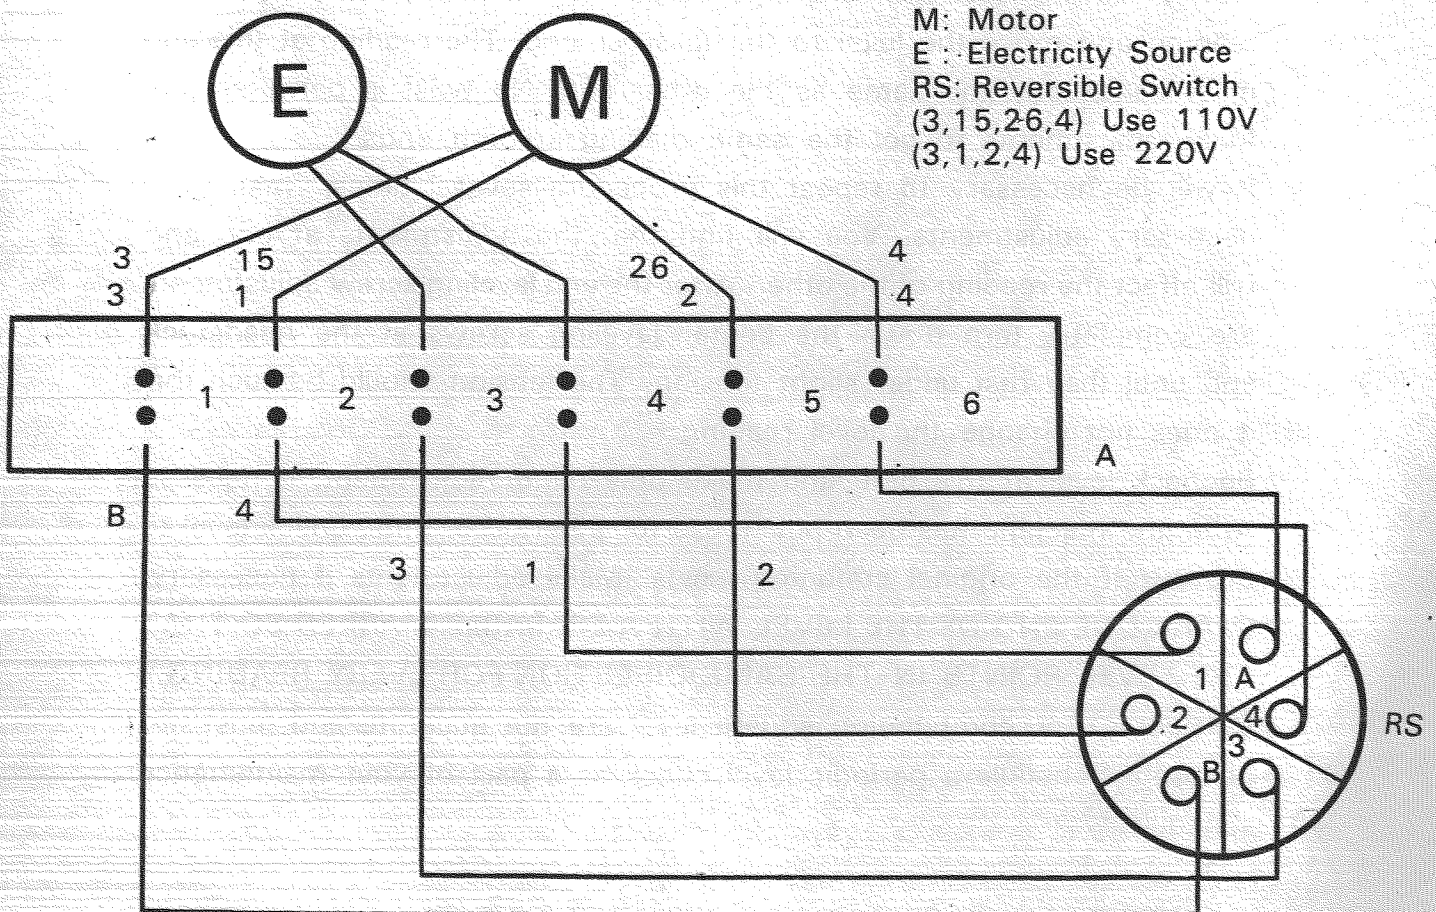 E
M
M: Motor
E : Electricity Source
RS: Reversible Switch
(3,15,26,4) Use 110V
(3,1,2,4) Use 220V
3
15
26
4
3
1
2
4
1
2
3
4
5
6
A
B
4
3
1
2
1
A
2
4
3
B
RS